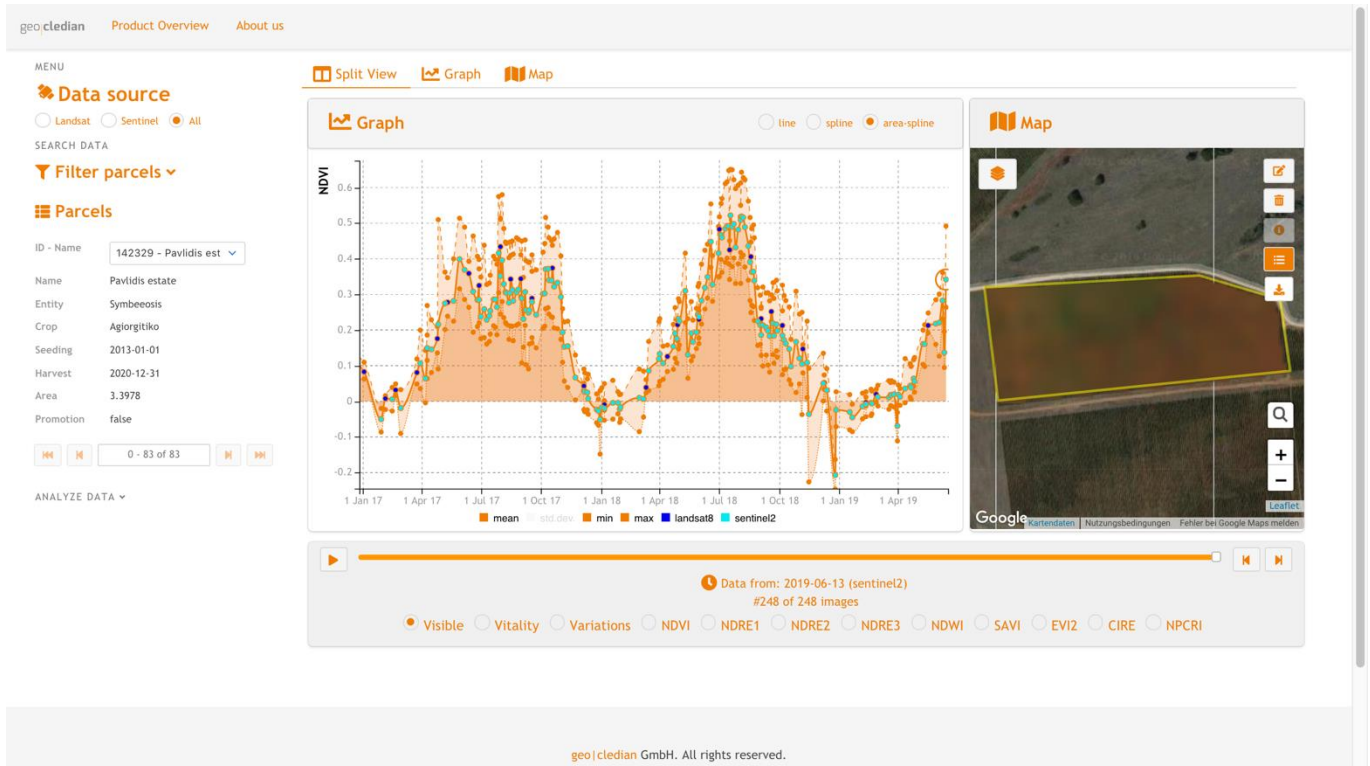 geo|cledian Product Overview About us
MENU
Data source
Landsat Sentinel All
SEARCH DATA
Filter parcels
Parcels
ID - Name 142329 - Pavlidis est
Name Pavlidis estate
Entity Symbeeosis
Crop Agiorgitiko
Seeding 2013-01-01
Harvest 2020-12-31
Area 3.3978
Promotion false
0 - 83 of 83
ANALYZE DATA
Split View Graph Map
Graph line spline area-spline
NDVI
0.6
0.5
0.4
0.3
0.2
0.1
0
-0.1
-0.2
1 Jan 17 1 Apr 17 1 Jul 17 1 Oct 17 1 Jan 18 1 Apr 18 1 Jul 18 1 Oct 18 1 Jan 19 1 Apr 19
mean std.dev. min max landsat8 sentinel2
Map
+
−
Leaflet
Google Kartendaten Nutzungsbedingungen Fehler bei Google Maps melden
Data from: 2019-06-13 (sentinel2)
#248 of 248 images
Visible Vitality Variations NDVI NDRE1 NDRE2 NDRE3 NDWI SAVI EVI2 CIRE NPCRI
geo|cledian GmbH. All rights reserved.